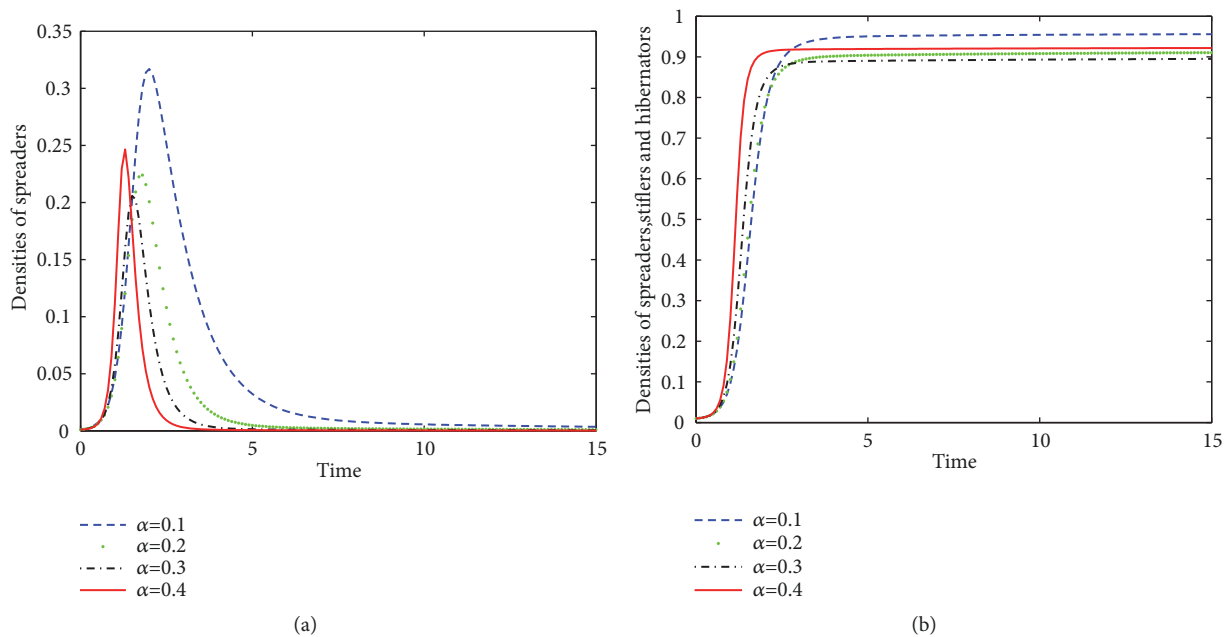 0.35
0.3
0.25
0.2
0.15
0.1
0.05
0
Densities of spreaders
0 5 10 15
Time
α=0.1
α=0.2
α=0.3
α=0.4
(a)
1
0.9
0.8
0.7
0.6
0.5
0.4
0.3
0.2
0.1
0
Densities of spreaders,stiflers and hibernators
0 5 10 15
Time
α=0.1
α=0.2
α=0.3
α=0.4
(b)